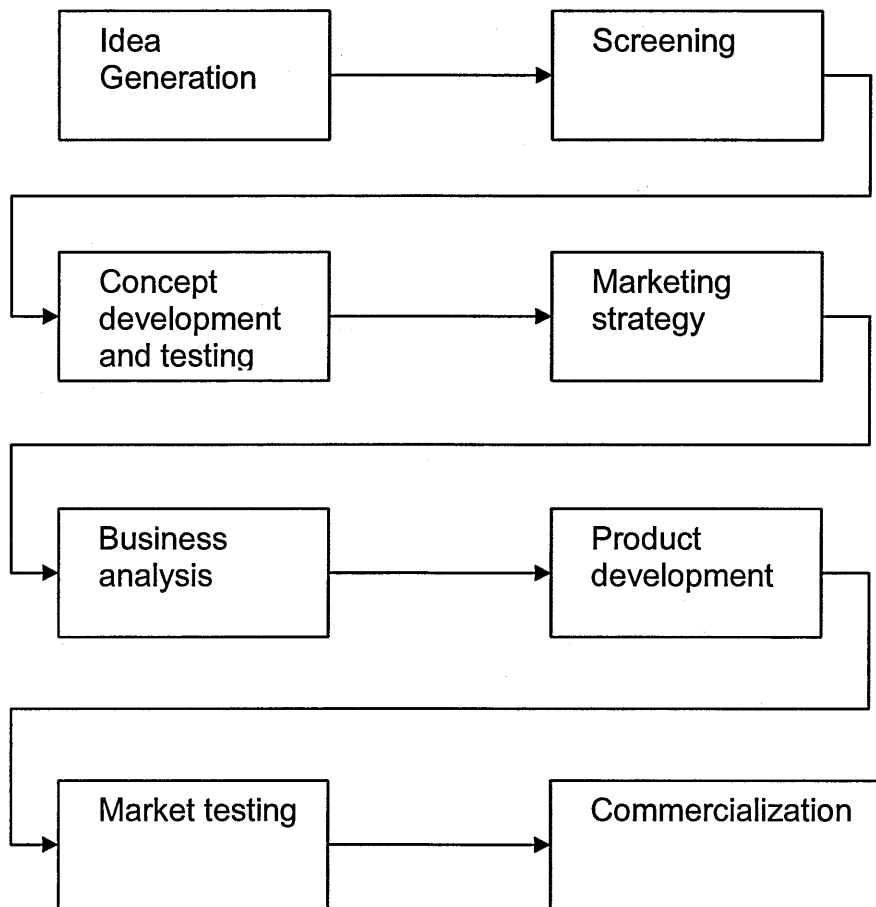 Idea
Generation
Screening
Concept
development
and testing
Marketing
strategy
Business
analysis
Product
development
Market testing
Commercialization